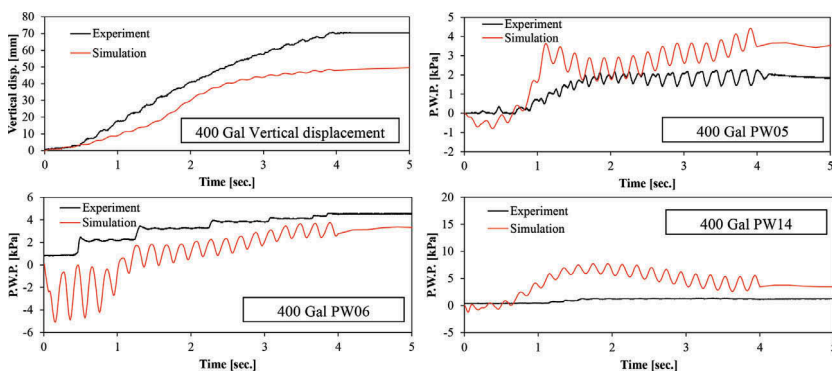 Vertical disp. [mm]
80
70
60
50
40
30
20
10
0
Experiment
Simulation
400 Gal Vertical displacement
0 1 2 3 4 5
Time [sec.]
P.W.P. [kPa]
5
4
3
2
1
0
-1
-2
Experiment
Simulation
400 Gal PW05
0 1 2 3 4 5
Time [sec.]
P.W.P. [kPa]
6
4
2
0
-2
-4
-6
Experiment
Simulation
400 Gal PW06
0 1 2 3 4 5
Time [sec.]
P.W.P. [kPa]
20
15
10
5
0
-5
Experiment
Simulation
400 Gal PW14
0 1 2 3 4 5
Time [sec.]